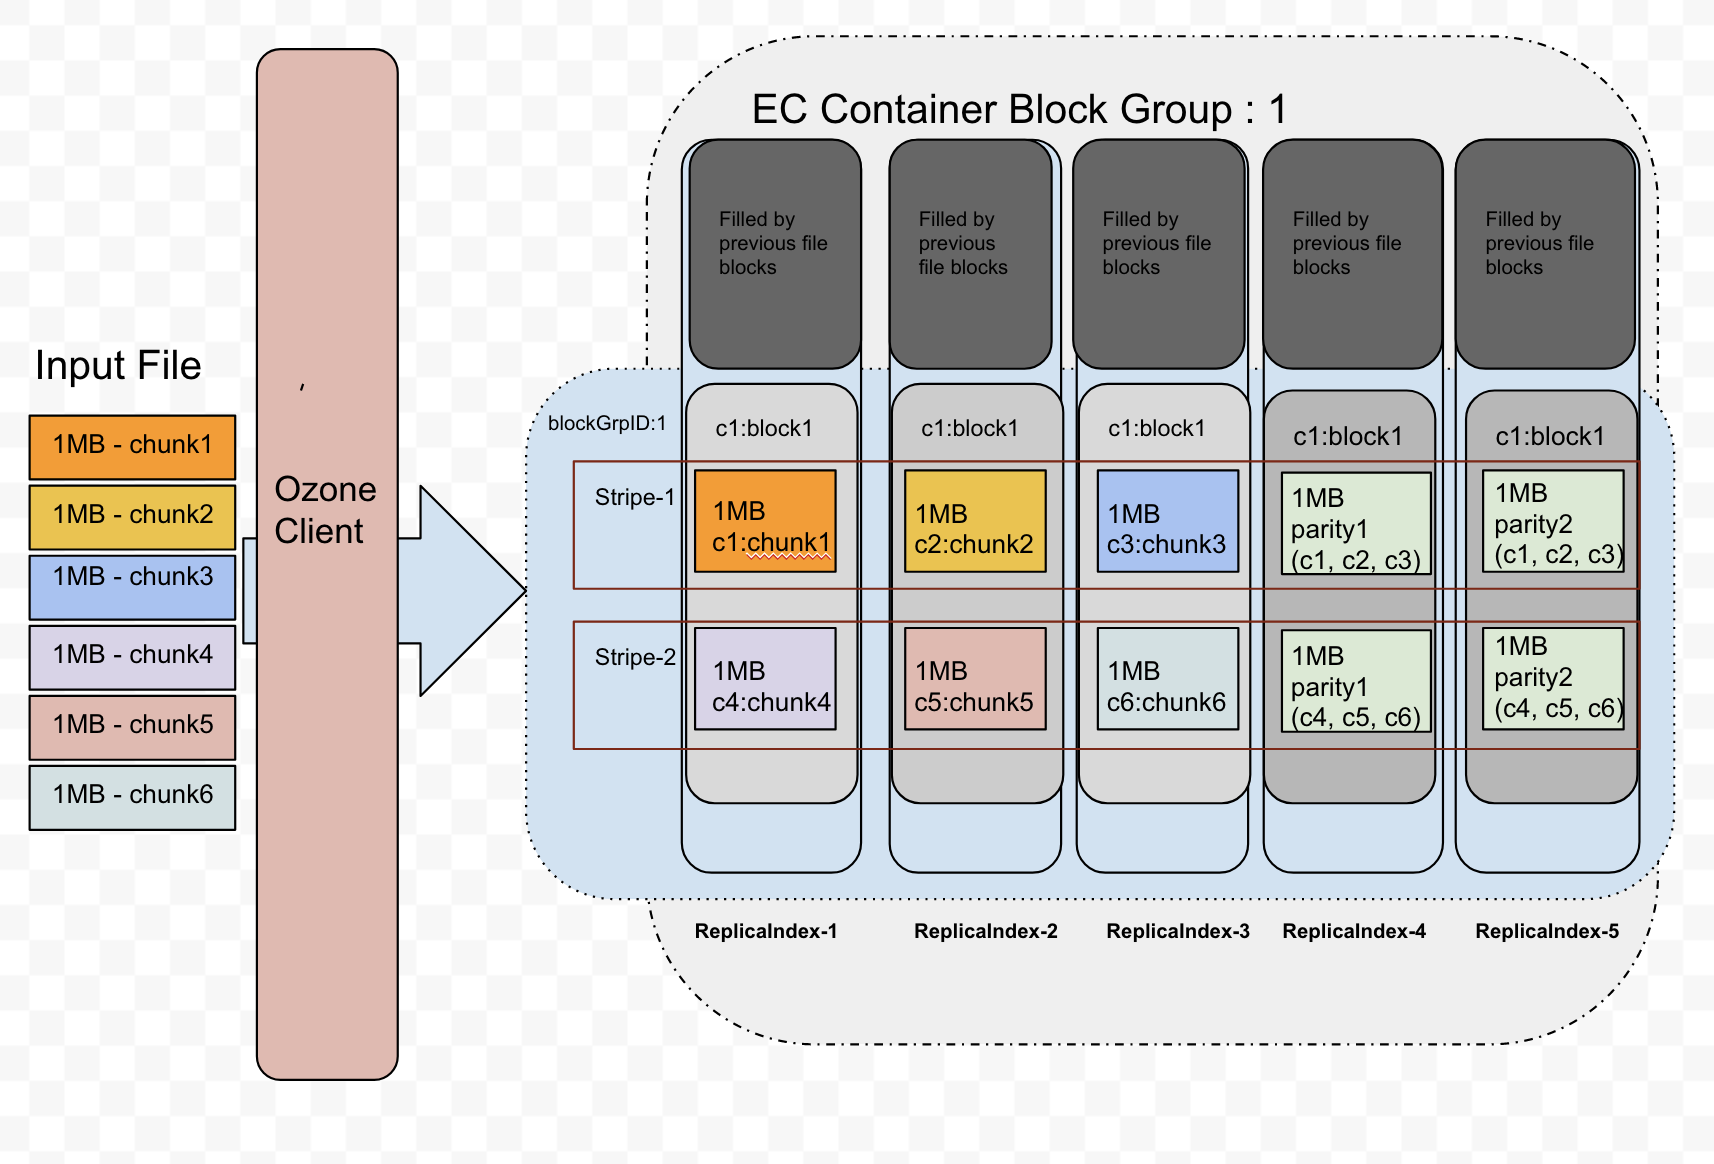 EC Container Block Group : 1
Filled by
previous file
blocks
Filled by
previous
file blocks
Filled by
previous file
blocks
Filled by
previous file
blocks
Filled by
previous file
blocks
Input File
1MB - chunk1
1MB - chunk2
1MB - chunk3
1MB - chunk4
1MB - chunk5
1MB - chunk6
Ozone
Client
blockGrpID:1
c1:block1
c1:block1
c1:block1
c1:block1
c1:block1
Stripe-1
1MB
c1:chunk1
1MB
c2:chunk2
1MB
c3:chunk3
1MB
parity1
(c1, c2, c3)
1MB
parity2
(c1, c2, c3)
Stripe-2
1MB
c4:chunk4
1MB
c5:chunk5
1MB
c6:chunk6
1MB
parity1
(c4, c5, c6)
1MB
parity2
(c4, c5, c6)
ReplicaIndex-1
ReplicaIndex-2
ReplicaIndex-3
ReplicaIndex-4
ReplicaIndex-5